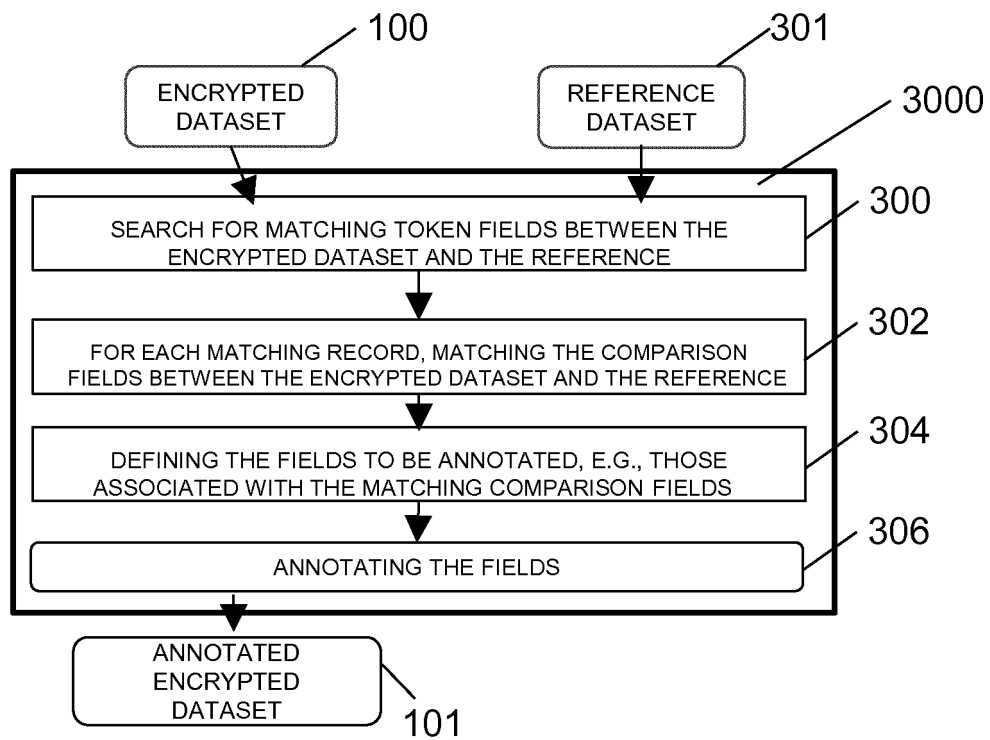 100
301
ENCRYPTED
DATASET
REFERENCE
DATASET
3000
SEARCH FOR MATCHING TOKEN FIELDS BETWEEN THE
ENCRYPTED DATASET AND THE REFERENCE
300
FOR EACH MATCHING RECORD, MATCHING THE COMPARISON
FIELDS BETWEEN THE ENCRYPTED DATASET AND THE REFERENCE
302
DEFINING THE FIELDS TO BE ANNOTATED, E.G., THOSE
ASSOCIATED WITH THE MATCHING COMPARISON FIELDS
304
ANNOTATING THE FIELDS
306
ANNOTATED
ENCRYPTED
DATASET
101